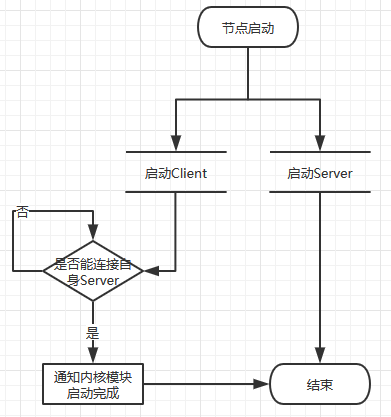 节点启动
启动Client
启动Server
否
是否能连接自
身Server
是
通知内核模块
启动完成
结束